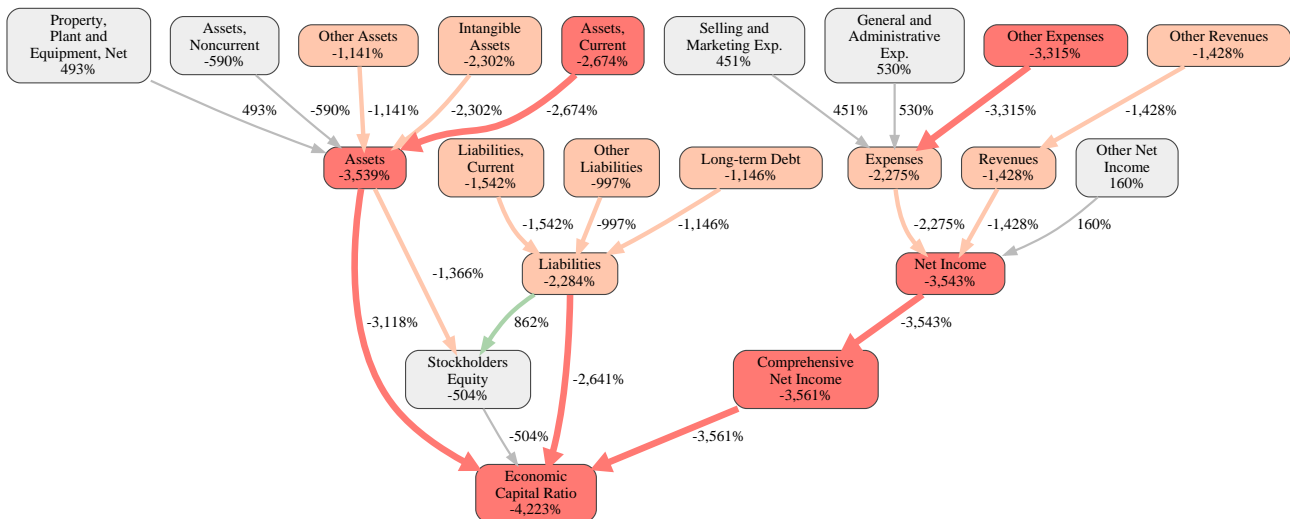 Property,
Plant and
Equipment, Net
493%
Assets,
Noncurrent
-590%
Other Assets
-1,141%
Intangible
Assets
-2,302%
Assets,
Current
-2,674%
Selling and
Marketing Exp.
451%
General and
Administrative
Exp.
530%
Other Expenses
-3,315%
Other Revenues
-1,428%
493%
-590%
-1,141%
-2,302%
-2,674%
451%
530%
-3,315%
-1,428%
Assets
-3,539%
Liabilities,
Current
-1,542%
Other
Liabilities
-997%
Long-term Debt
-1,146%
Expenses
-2,275%
Revenues
-1,428%
Other Net
Income
160%
-1,542%
-997%
-1,146%
-2,275%
-1,428%
160%
Liabilities
-2,284%
Net Income
-3,543%
-1,366%
-3,118%
862%
-3,543%
Stockholders
Equity
-504%
-2,641%
Comprehensive
Net Income
-3,561%
-504%
-3,561%
Economic
Capital Ratio
-4,223%